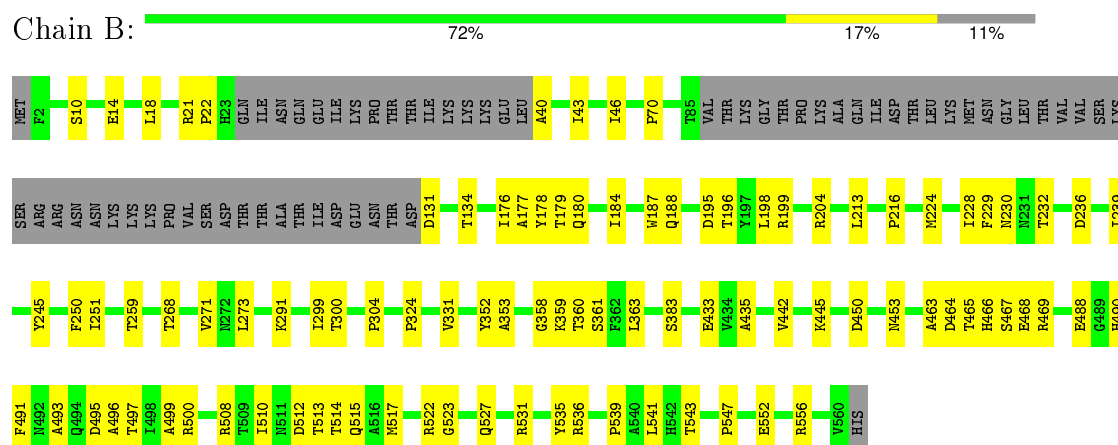 Chain B:
72% 17% 11%
MET F2 S10 E14 L18 R21 P22 H23 GLN ILE ASN GLN GLU ILE LYS PRO THR THR ILE LYS LYS LYS GLU LEU A40 I43 I46 P70 T85 VAL THR LYS GLY THR PRO LYS ALA GLN ILE ASP THR LEU LYS MET ASN GLY LEU THR VAL VAL SER LYS
SER ARG ARG ASN ASN LYS LYS LYS PRO VAL SER ASP THR THR ALA THR ILE ASP GLU ASN THR ASP D131 T134 I176 A177 Y178 T179 Q180 I184 W187 Q188 D195 T196 Y197 L198 R199 R204 L213 P216 M224 I228 F229 N230 N231 T232 D236
Y245 F250 I251 T259 T268 V271 N272 L273 K291 I299 T300 P304 P324 V331 Y352 A353 G358 K359 T360 S361 F362 L363 S383 E433 V434 A435 V442 K445 D450 N453 A463 D464 T465 H466 S467 E468 R469 E488 G489 H490
F491 N492 A493 Q494 D495 A496 T497 I498 A499 R500 R508 T509 I510 N511 D512 T513 T514 Q515 A516 M517 R522 G523 Q527 R531 Y535 R536 P539 A540 L541 H542 T543 P547 E552 R556 V560 HIS